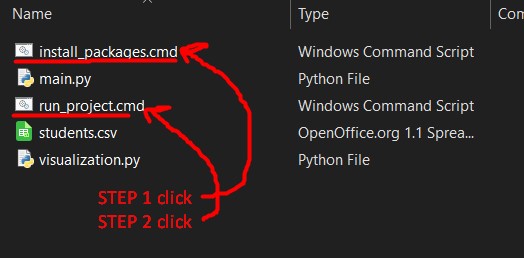 Name Type Com
install_packages.cmd Windows Command Script
main.py Python File
run_project.cmd Windows Command Script
students.csv OpenOffice.org 1.1 Sprea...
visualization.py Python File
STEP 1 click
STEP 2 click